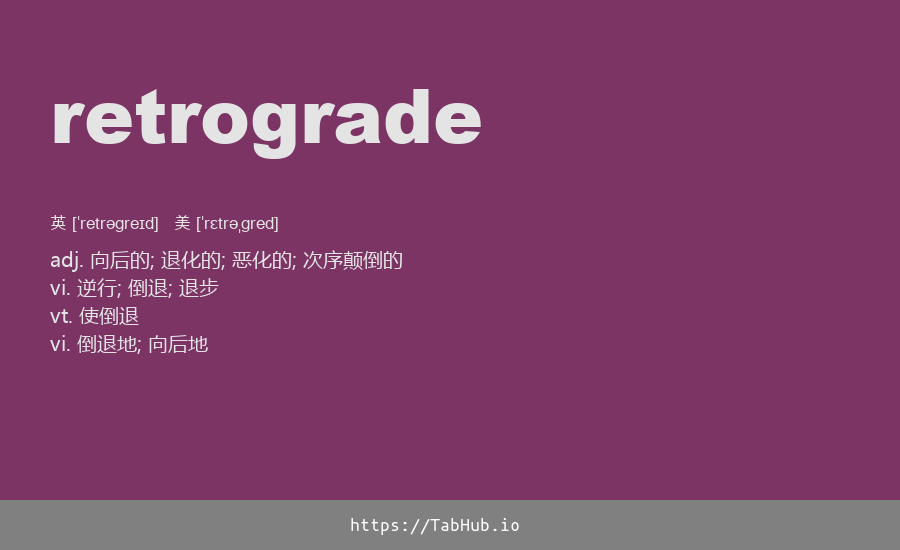 retrograde
英 ['retrəgreɪd]   美 ['rɛtrəˌɡred]
adj. 向后的; 退化的; 恶化的; 次序颠倒的
vi. 逆行; 倒退; 退步
vt. 使倒退
vi. 倒退地; 向后地
https://TabHub.io